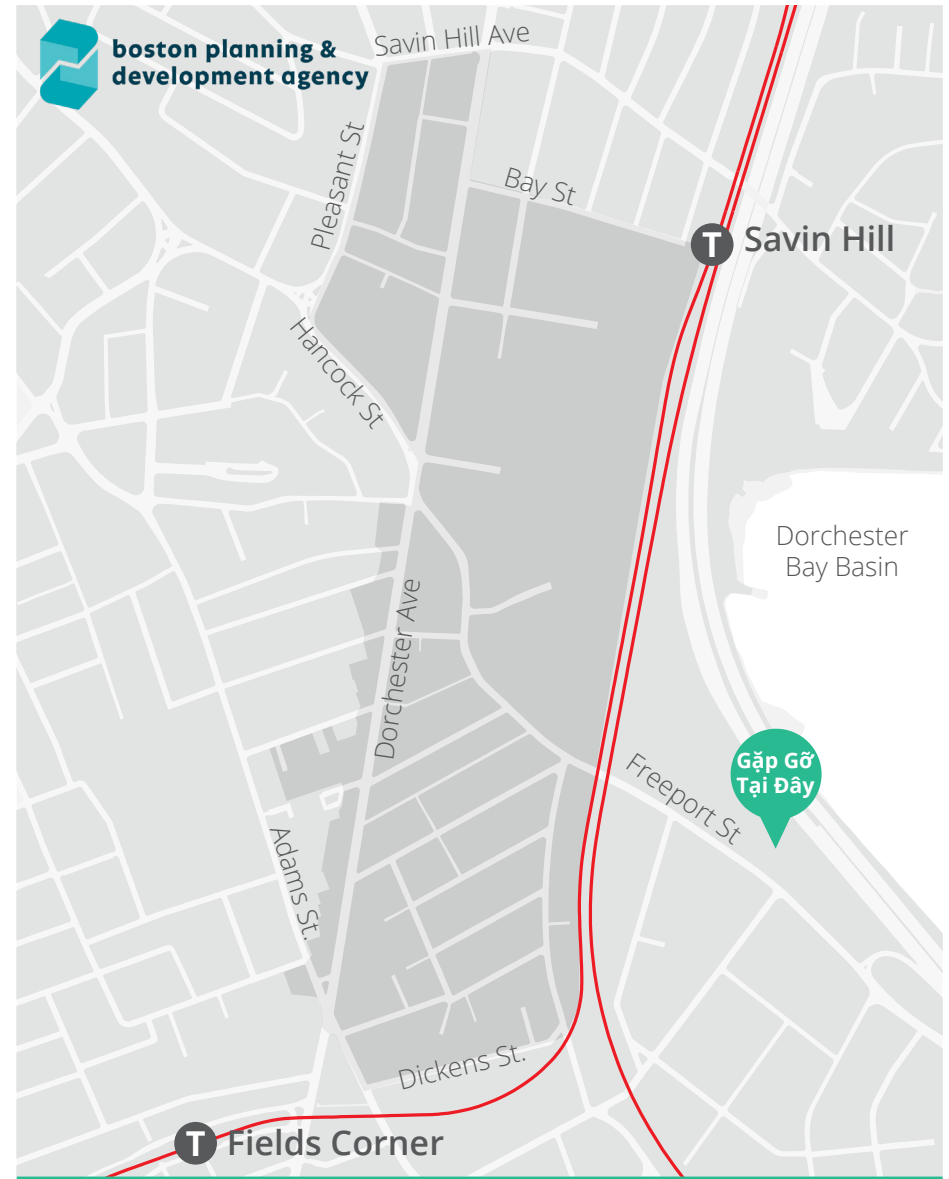 boston planning &
development agency
Savin Hill Ave
Pleasant St
Bay St
T Savin Hill
Hancock St
Dorchester
Bay Basin
Dorchester Ave
Gặp Gỡ
Tại Đây
Freeport St
Adams St.
Dickens St.
T Fields Corner